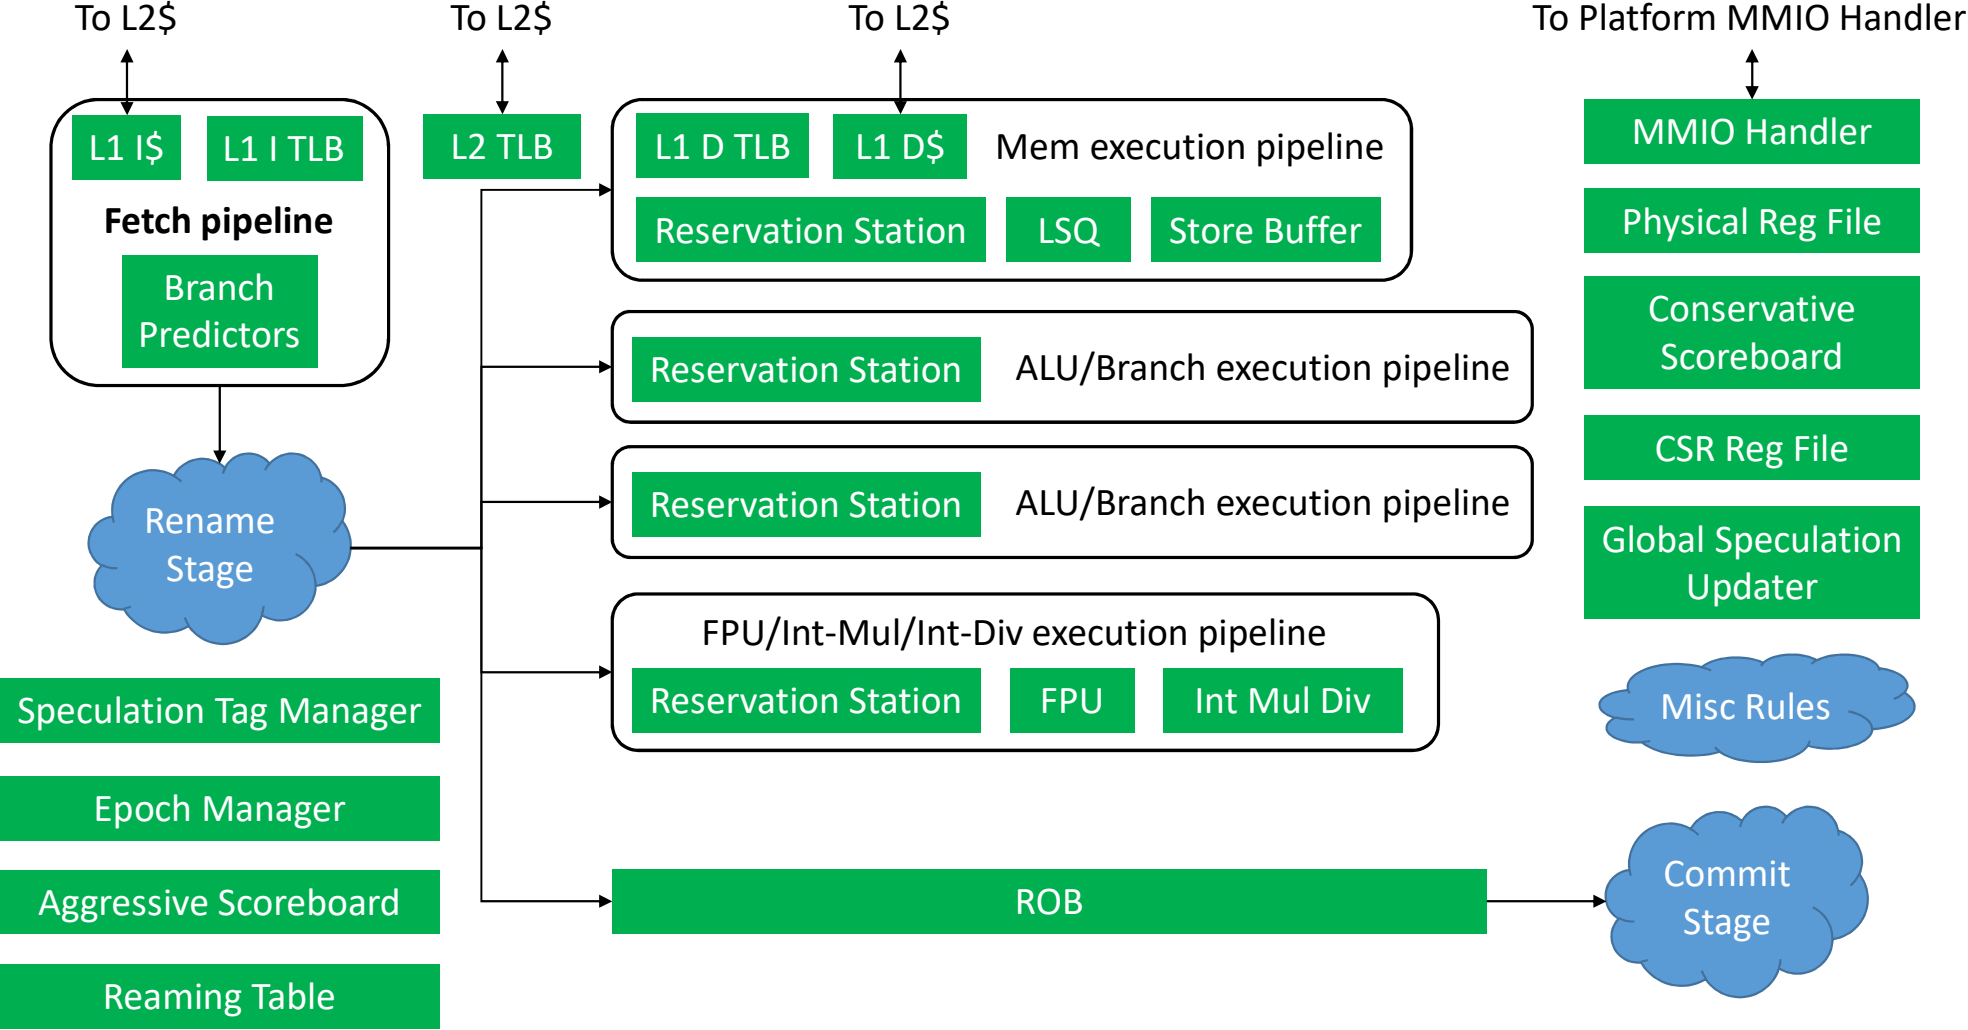 To L2$
To L2$
To L2$
To Platform MMIO Handler
L1 I$
L1 I TLB
Fetch pipeline
Branch
Predictors
L2 TLB
L1 D TLB
L1 D$
Mem execution pipeline
Reservation Station
LSQ
Store Buffer
Reservation Station
ALU/Branch execution pipeline
Reservation Station
ALU/Branch execution pipeline
FPU/Int-Mul/Int-Div execution pipeline
Reservation Station
FPU
Int Mul Div
ROB
Rename
Stage
Speculation Tag Manager
Epoch Manager
Aggressive Scoreboard
Reaming Table
MMIO Handler
Physical Reg File
Conservative
Scoreboard
CSR Reg File
Global Speculation
Updater
Misc Rules
Commit
Stage